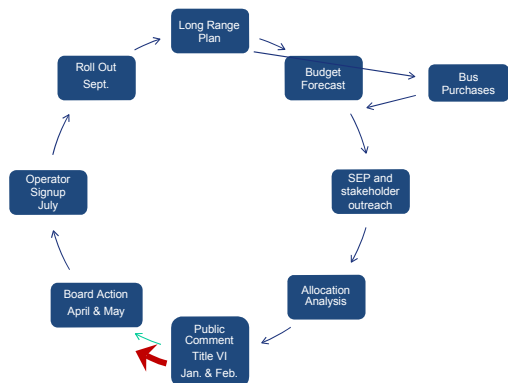 Long Range
Plan
Budget
Forecast
Bus
Purchases
SEP and
stakeholder
outreach
Allocation
Analysis
Public
Comment
Title VI
Jan. & Feb.
Board Action
April & May
Operator
Signup
July
Roll Out
Sept.